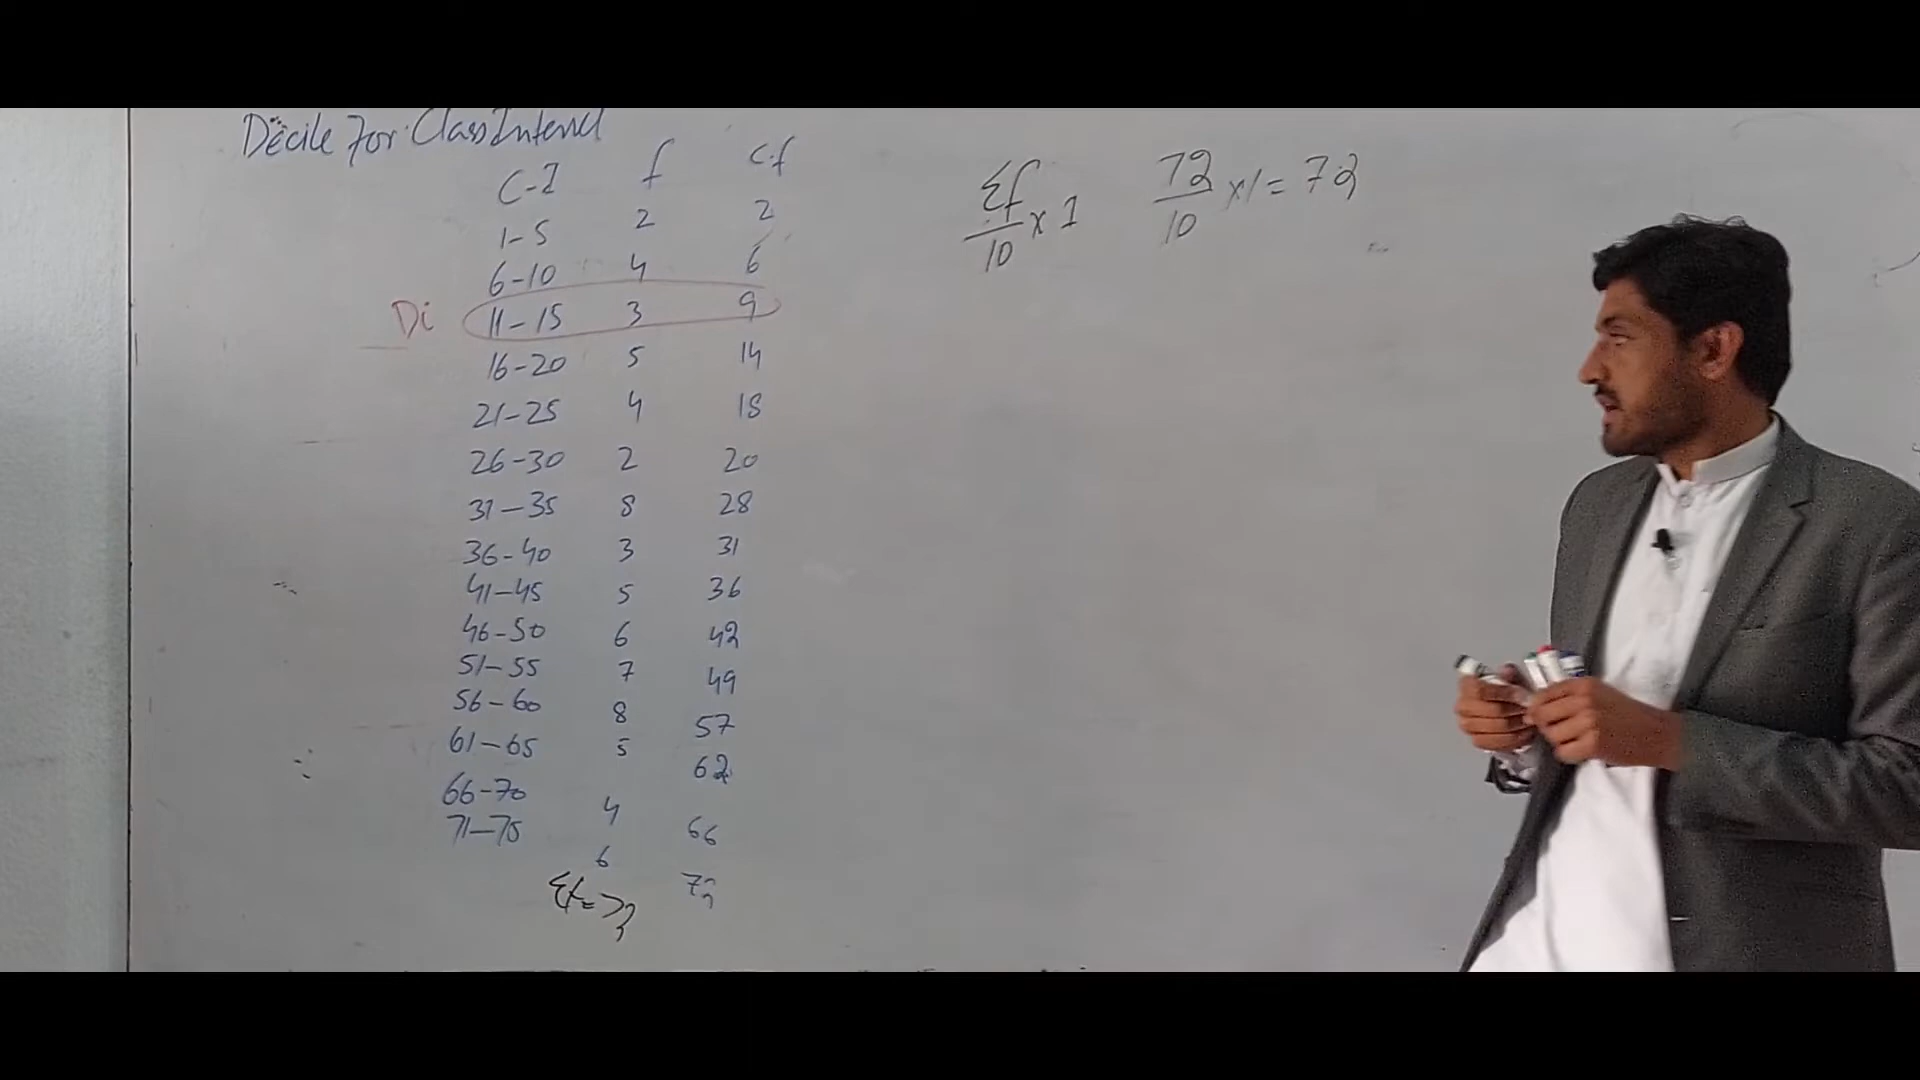 Decile For Class Interval
C-I f c.f
1-5 2 2
6-10 4 6
Di 11-15 3 9
16-20 5 14
21-25 4 18
26-30 2 20
31-35 8 28
36-40 3 31
41-45 5 36
46-50 6 42
51-55 7 49
56-60 8 57
61-65 5 62
66-70 4 66
71-75 6 72
Σf=72
Σf/10 × 1
72/10 ×1= 7.2